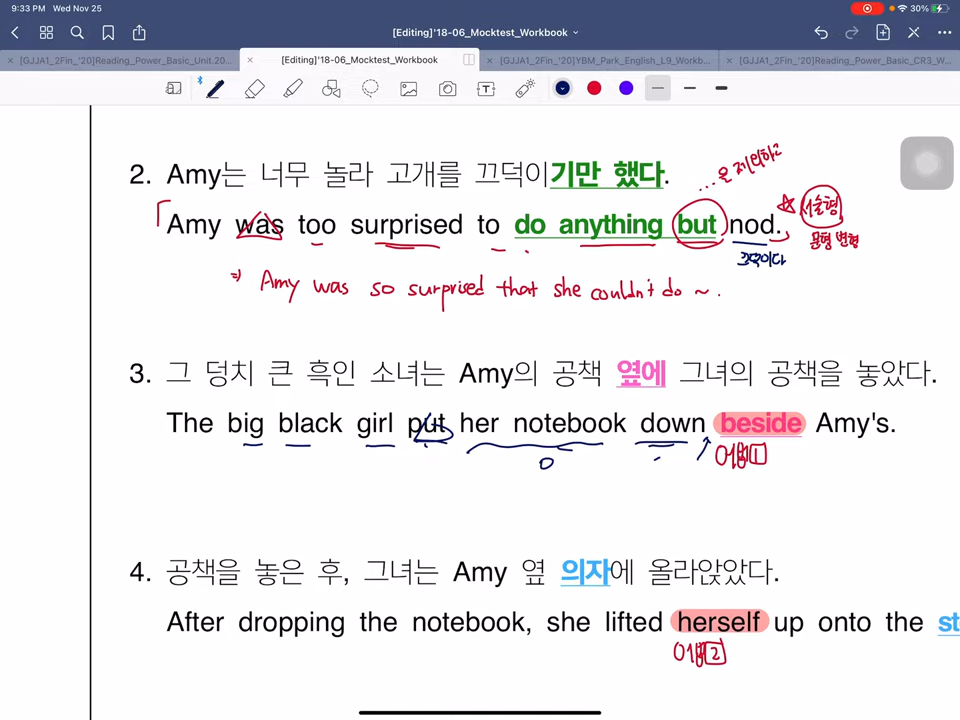 9:33 PM Wed Nov 25
30%
[Editing]'18-06_Mocktest_Workbook
[GJJA1_2Fin_'20]Reading_Power_Basic_Unit.20...
[Editing]'18-06_Mocktest_Workbook
[GJJA1_2Fin_'20]YBM_Park_English_L9_Workb...
[GJJA1_2Fin_'20]Reading_Power_Basic_CR3_W...
...은 제외하고
2. Amy는 너무 놀라 고개를 끄덕이기만 했다.
Amy was too surprised to do anything but nod.
서술형
문형 변형
끄덕이다
⇒ Amy was so surprised that she couldn't do ~.
3. 그 덩치 큰 흑인 소녀는 Amy의 공책 옆에 그녀의 공책을 놓았다.
The big black girl put her notebook down beside Amy's.
어법1
4. 공책을 놓은 후, 그녀는 Amy 옆 의자에 올라앉았다.
After dropping the notebook, she lifted herself up onto the st
어법2